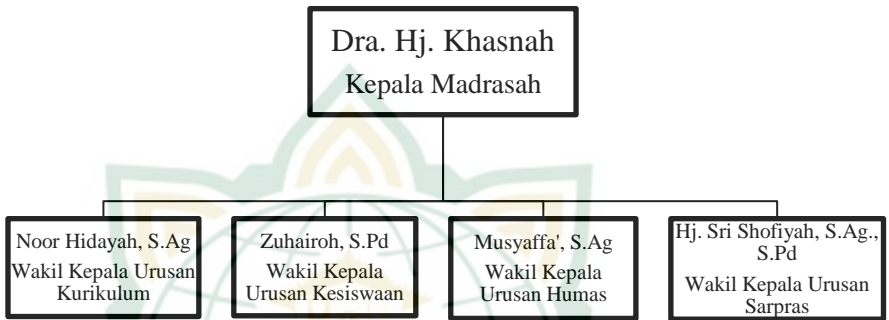 Dra. Hj. Khasnah
Kepala Madrasah
Noor Hidayah, S.Ag
Wakil Kepala Urusan
Kurikulum
Zuhairoh, S.Pd
Wakil Kepala
Urusan Kesiswaan
Musyaffa', S.Ag
Wakil Kepala
Urusan Humas
Hj. Sri Shofiyah, S.Ag.,
S.Pd
Wakil Kepala Urusan
Sarpras